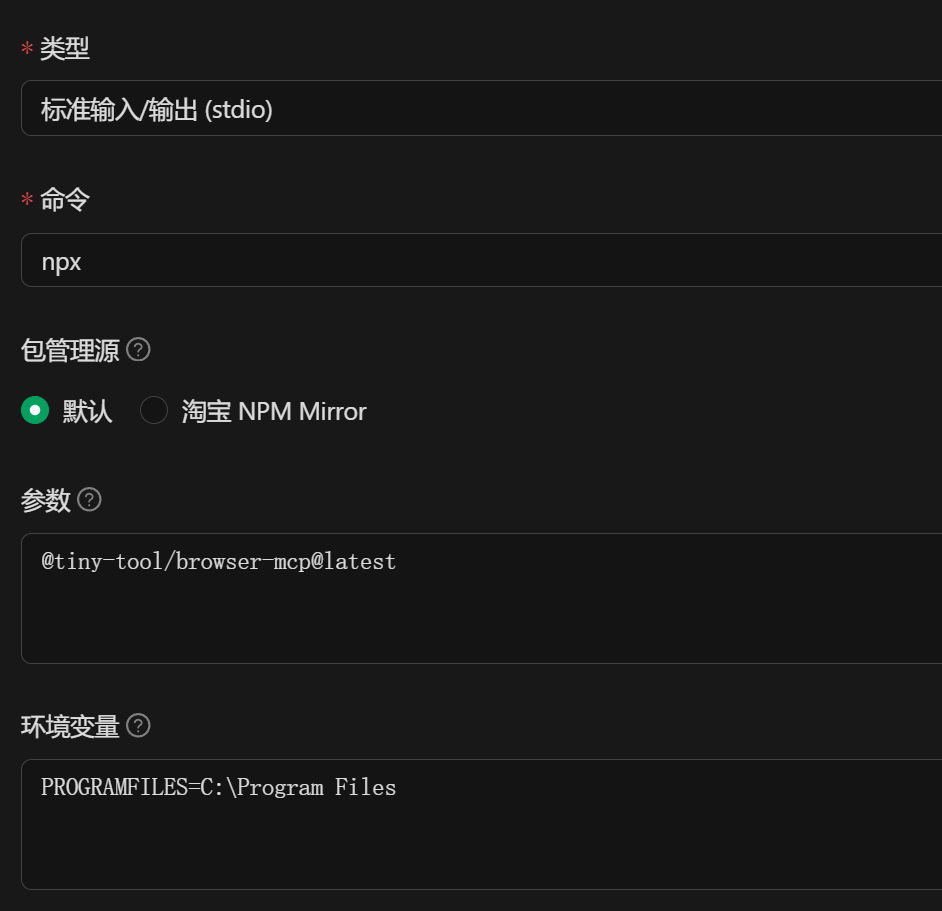 * 类型
标准输入/输出 (stdio)
* 命令
npx
包管理源 ?
默认 淘宝 NPM Mirror
参数 ?
@tiny-tool/browser-mcp@latest
环境变量 ?
PROGRAMFILES=C:\Program Files